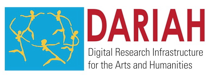 DARIAH
Digital Research Infrastructure
for the Arts and Humanities